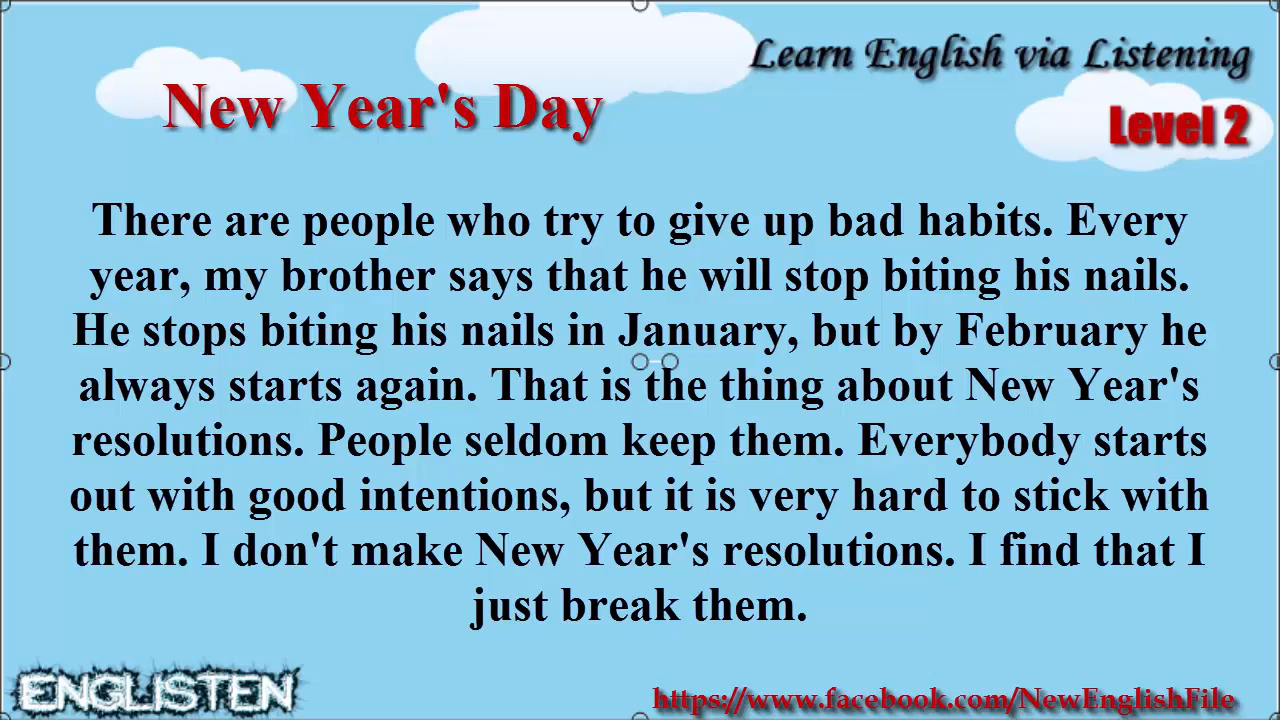 Learn English via Listening
New Year's Day
Level 2
There are people who try to give up bad habits. Every
year, my brother says that he will stop biting his nails.
He stops biting his nails in January, but by February he
always starts again. That is the thing about New Year's
resolutions. People seldom keep them. Everybody starts
out with good intentions, but it is very hard to stick with
them. I don't make New Year's resolutions. I find that I
just break them.
ENGLISTEN
https://www.facebook.com/NewEnglishFile